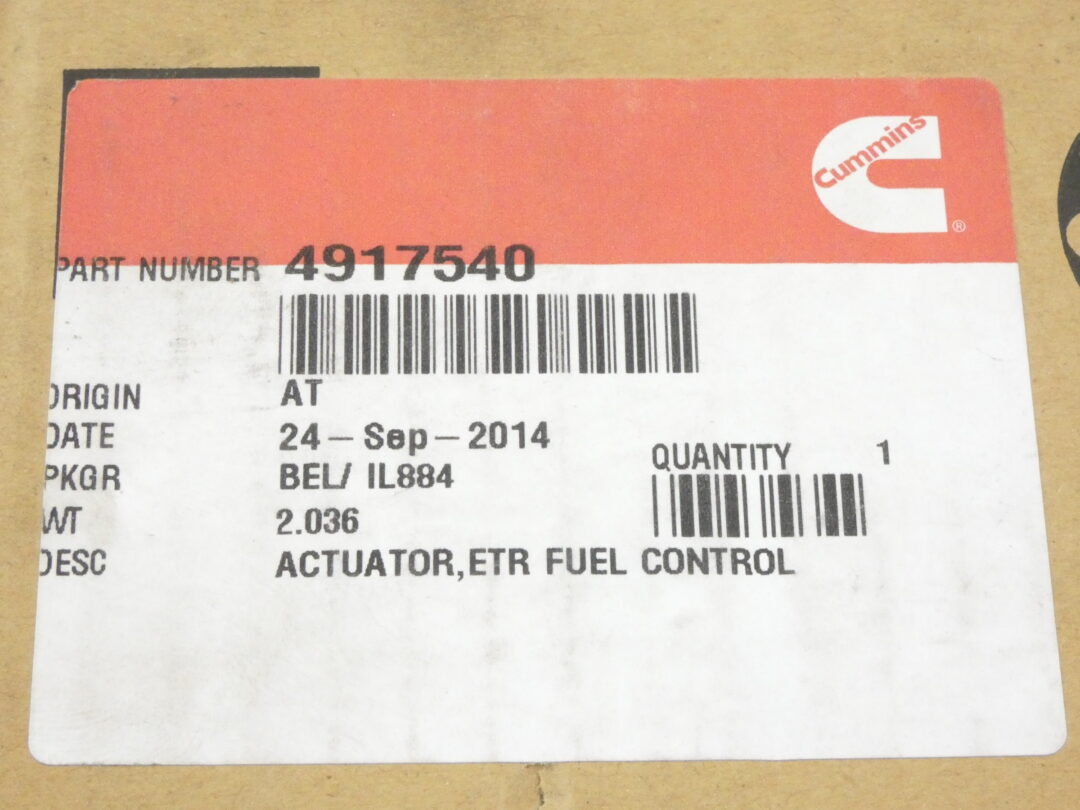 Cummins
®
PART NUMBER 4917540
ORIGIN AT
DATE 24-Sep-2014
PKGR BEL/ IL884
QUANTITY 1
WT 2.036
DESC ACTUATOR,ETR FUEL CONTROL